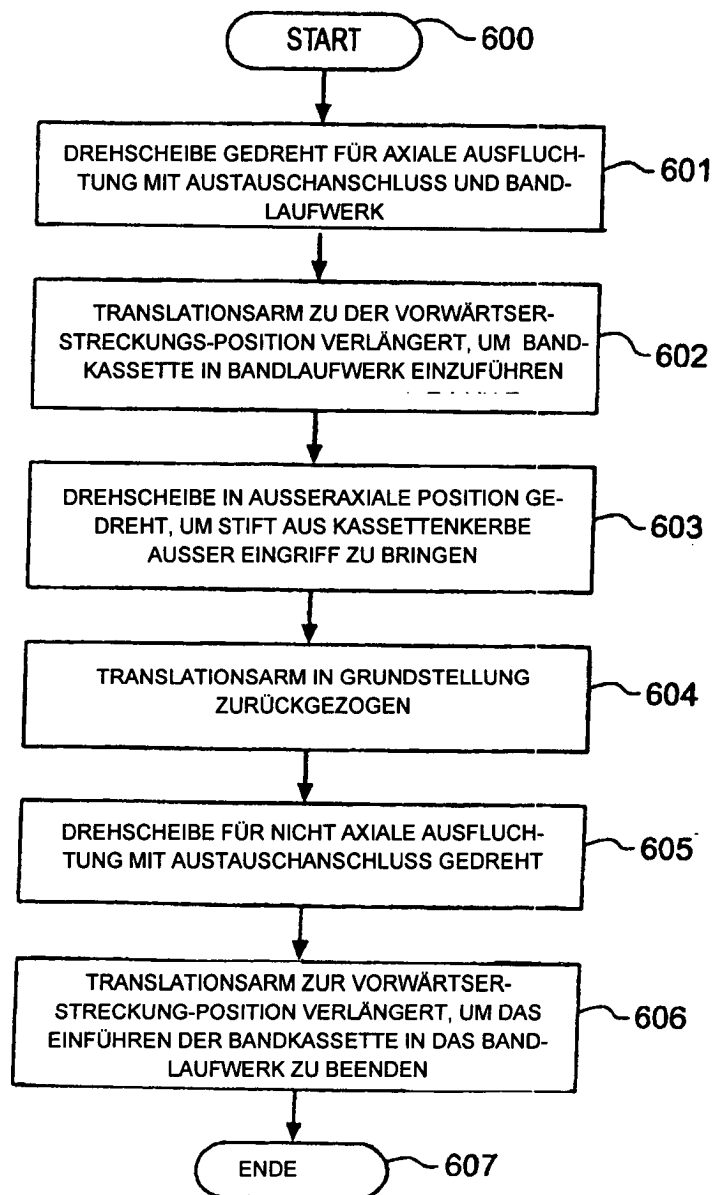 START
600
DREHSCHEIBE GEDREHT FÜR AXIALE AUSFLUCH-
TUNG MIT AUSTAUSCHANSCHLUSS UND BAND-
LAUFWERK
601
TRANSLATIONSARM ZU DER VORWÄRTSER-
STRECKUNGS-POSITION VERLÄNGERT, UM BAND-
KASSETTE IN BANDLAUFWERK EINZUFÜHREN
602
DREHSCHEIBE IN AUSSERAXIALE POSITION GE-
DREHT, UM STIFT AUS KASSETTENKERBE
AUSSER EINGRIFF ZU BRINGEN
603
TRANSLATIONSARM IN GRUNDSTELLUNG
ZURÜCKGEZOGEN
604
DREHSCHEIBE FÜR NICHT AXIALE AUSFLUCH-
TUNG MIT AUSTAUSCHANSCHLUSS GEDREHT
605
TRANSLATIONSARM ZUR VORWÄRTSER-
STRECKUNG-POSITION VERLÄNGERT, UM DAS
EINFÜHREN DER BANDKASSETTE IN DAS BAND-
LAUFWERK ZU BEENDEN
606
ENDE
607